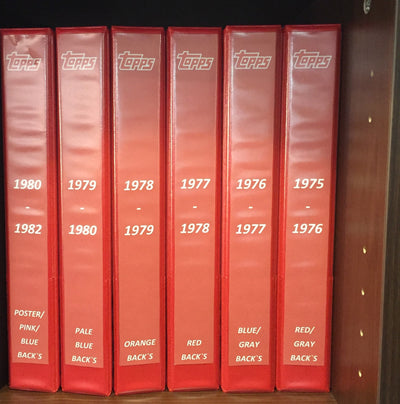 Topps
1980
-
1982
POSTER/
PINK/
BLUE
BACK`S
Topps
1979
-
1980
PALE
BLUE
BACK`S
Topps
1978
-
1979
ORANGE
BACK`S
Topps
1977
-
1978
RED
BACK`S
Topps
1976
-
1977
BLUE/
GRAY
BACK`S
Topps
1975
-
1976
RED/
GRAY
BACK`S